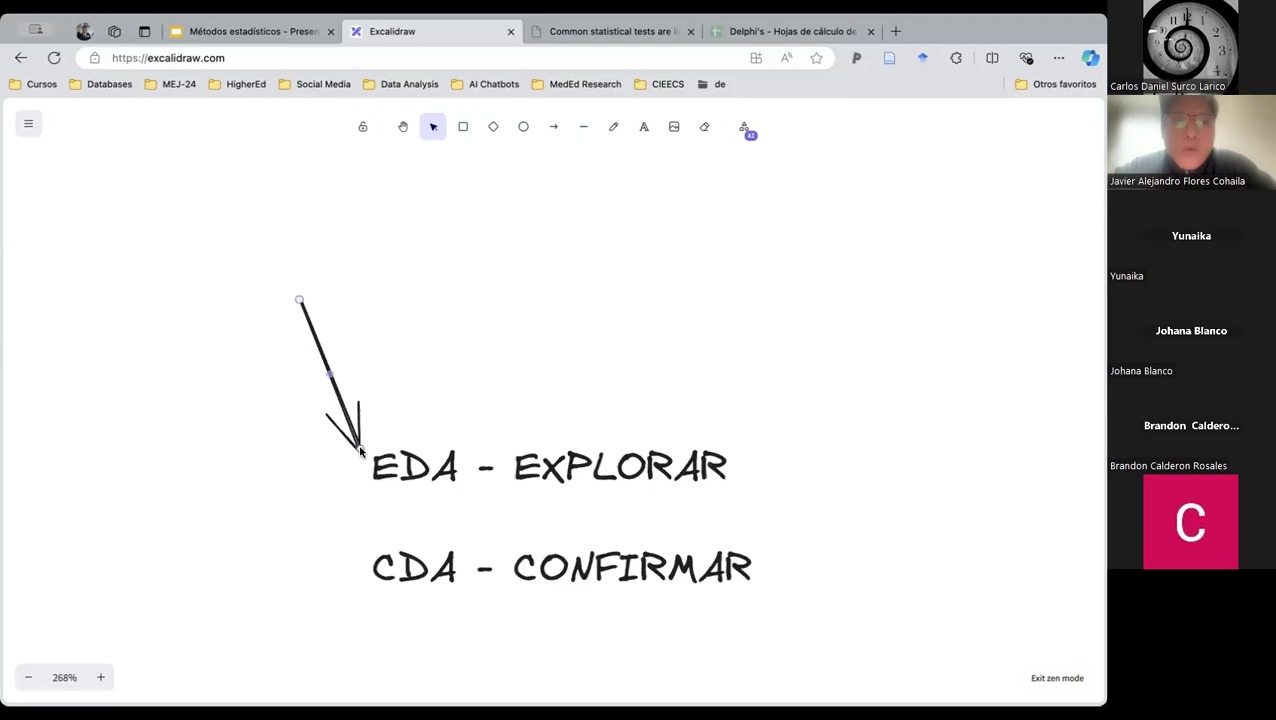 Métodos estadísticos - Presen
Excalidraw
Common statistical tests are li
Delphi's - Hojas de cálculo de
https://excalidraw.com
Cursos
Databases
MEJ-24
HigherEd
Social Media
Data Analysis
AI Chatbots
MedEd Research
CIEECS
de
Otros favoritos
AI
EDA - EXPLORAR
CDA - CONFIRMAR
268%
Exit zen mode
Carlos Daniel Surco Larico
Javier Alejandro Flores Cohaila
Yunaika
Yunaika
Johana Blanco
Johana Blanco
Brandon Caldero...
Brandon Calderon Rosales
C